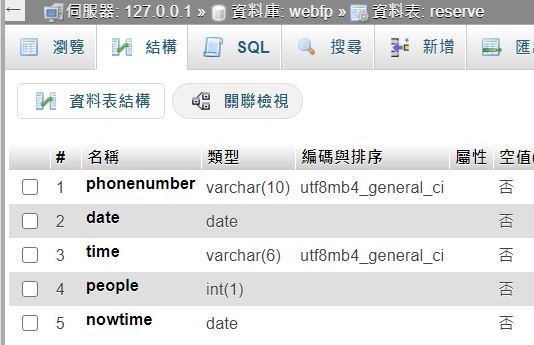 伺服器: 127.0.0.1 » 資料庫: webfp » 資料表: reserve
瀏覽 結構 SQL 搜尋 新增
資料表結構 關聯檢視
# 名稱 類型 編碼與排序 屬性 空值
1 phonenumber varchar(10) utf8mb4_general_ci 否
2 date date 否
3 time varchar(6) utf8mb4_general_ci 否
4 people int(1) 否
5 nowtime date 否